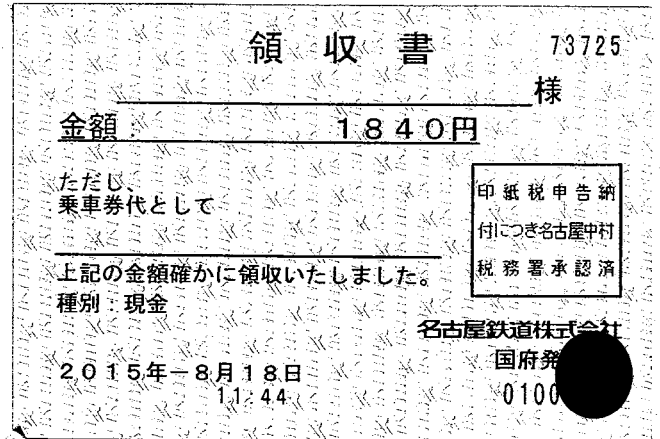 領収書 73725
様
金額： 1840円
ただし、
乗車券代として
印紙税申告納
付につき名古屋中村
税務署承認済
上記の金額確かに領収いたしました。
種別：現金
名古屋鉄道株式会社
国府発
2015年－8月18日
0100
11:44